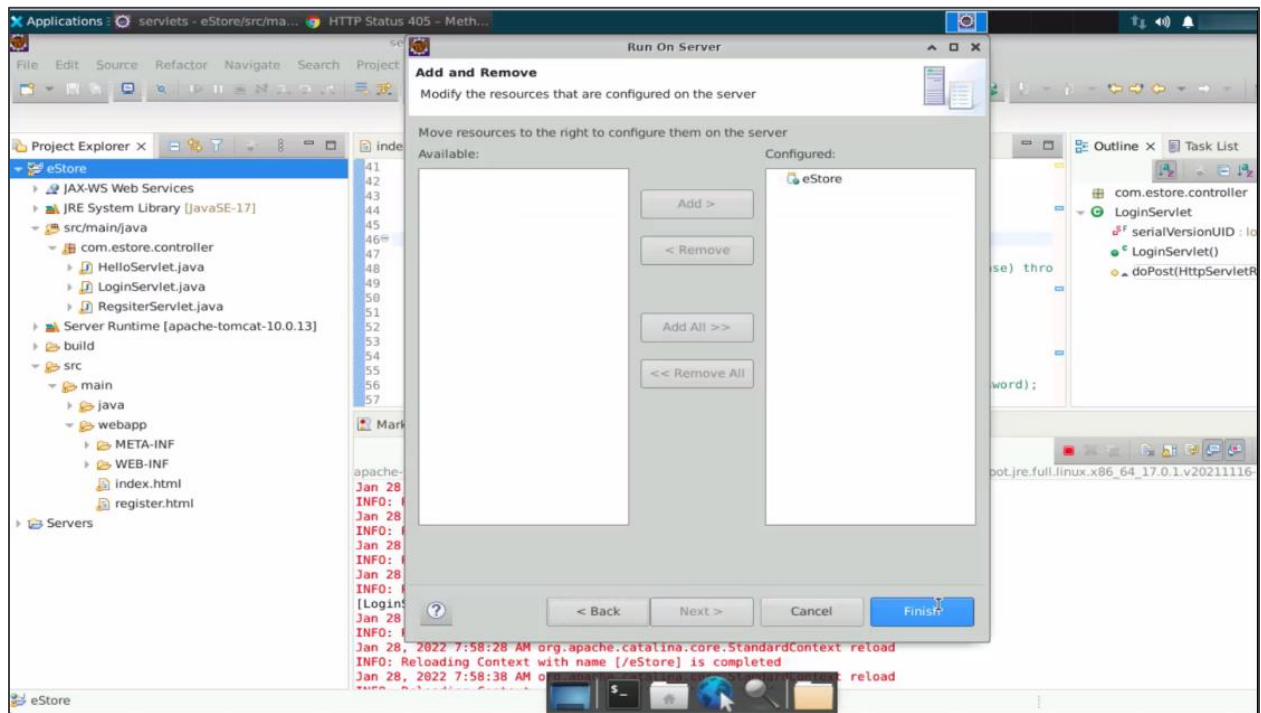 Applications servlets - eStore/src/ma... HTTP Status 405 – Meth...
Run On Server
File Edit Source Refactor Navigate Search Project
Add and Remove
Modify the resources that are configured on the server
Move resources to the right to configure them on the server
Available: Configured:
eStore
Add >
< Remove
Add All >>
<< Remove All
< Back Next > Cancel Finish
Project Explorer
eStore
JAX-WS Web Services
JRE System Library [JavaSE-17]
src/main/java
com.estore.controller
HelloServlet.java
LoginServlet.java
RegsiterServlet.java
Server Runtime [apache-tomcat-10.0.13]
build
src
main
java
webapp
META-INF
WEB-INF
index.html
register.html
Servers
inde
41
42
43
44
45
46
47
48
49
50
51
52
53
54
55
56
57
se) thro
word);
Outline Task List
com.estore.controller
LoginServlet
serialVersionUID : lo
LoginServlet()
doPost(HttpServletR
Mark
apache-
pot.jre.full.linux.x86_64_17.0.1.v20211116-
Jan 28
INFO:
Jan 28
INFO:
Jan 28
INFO:
Jan 28
INFO:
[LoginS
Jan 28
INFO:
Jan 28, 2022 7:58:28 AM org.apache.catalina.core.StandardContext reload
INFO: Reloading Context with name [/eStore] is completed
Jan 28, 2022 7:58:38 AM reload
eStore